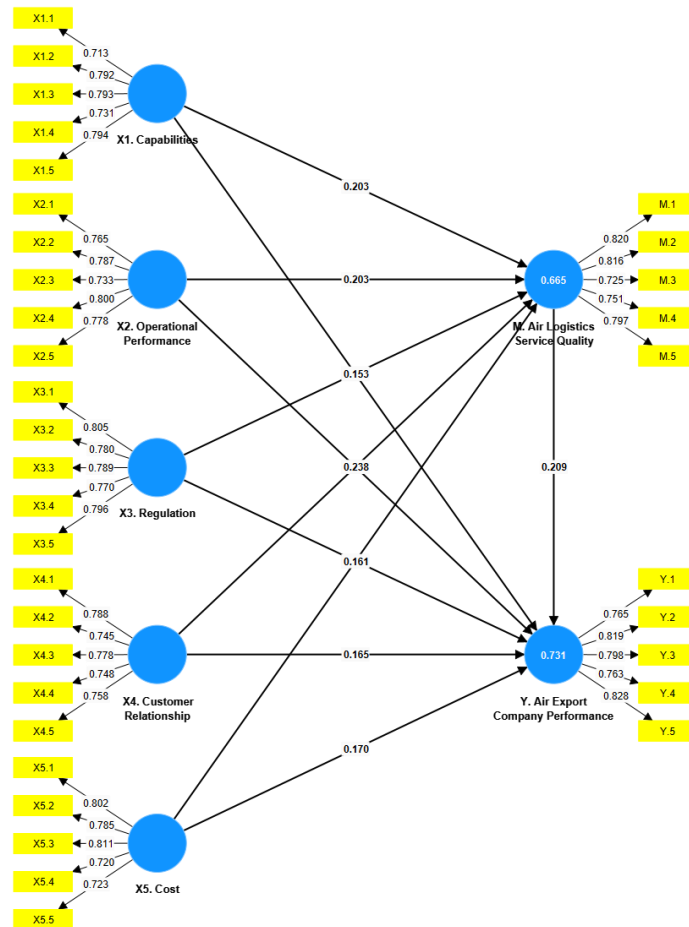 X1.1
X1.2
X1.3
X1.4
X1.5
0.713
0.792
0.793
0.731
0.794
X1. Capabilities
X2.1
X2.2
X2.3
X2.4
X2.5
0.765
0.787
0.733
0.800
0.778
X2. Operational
Performance
X3.1
X3.2
X3.3
X3.4
X3.5
0.805
0.780
0.789
0.770
0.796
X3. Regulation
X4.1
X4.2
X4.3
X4.4
X4.5
0.788
0.745
0.778
0.748
0.758
X4. Customer
Relationship
X5.1
X5.2
X5.3
X5.4
X5.5
0.802
0.785
0.811
0.720
0.723
X5. Cost
0.203
0.203
0.153
0.238
0.161
0.165
0.170
0.209
0.665
M. Air Logistics
Service Quality
0.820
0.816
0.725
0.751
0.797
M.1
M.2
M.3
M.4
M.5
0.731
Y. Air Export
Company Performance
0.765
0.819
0.798
0.763
0.828
Y.1
Y.2
Y.3
Y.4
Y.5